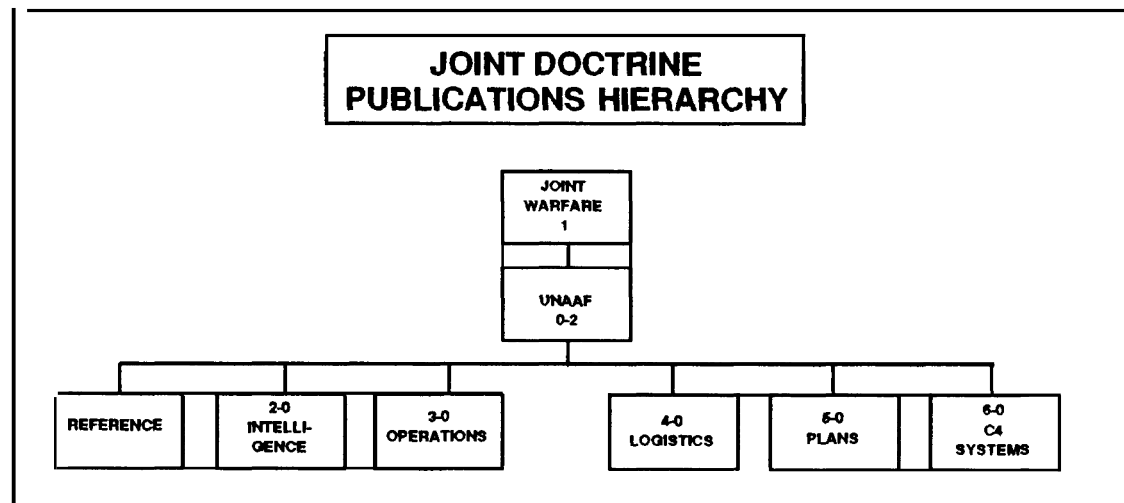 JOINT DOCTRINE
PUBLICATIONS HIERARCHY
JOINT
WARFARE
1
UNAAF
0-2
REFERENCE
2-0
INTELLI-
GENCE
3-0
OPERATIONS
4-0
LOGISTICS
5-0
PLANS
6-0
C4
SYSTEMS